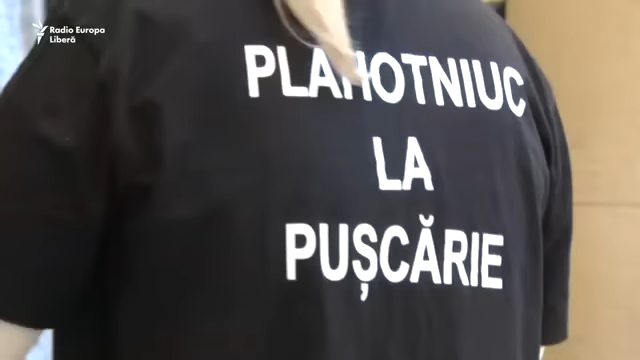 Radio Europa
Liberă
PLAHOTNIUC
LA
PUȘCĂRIE